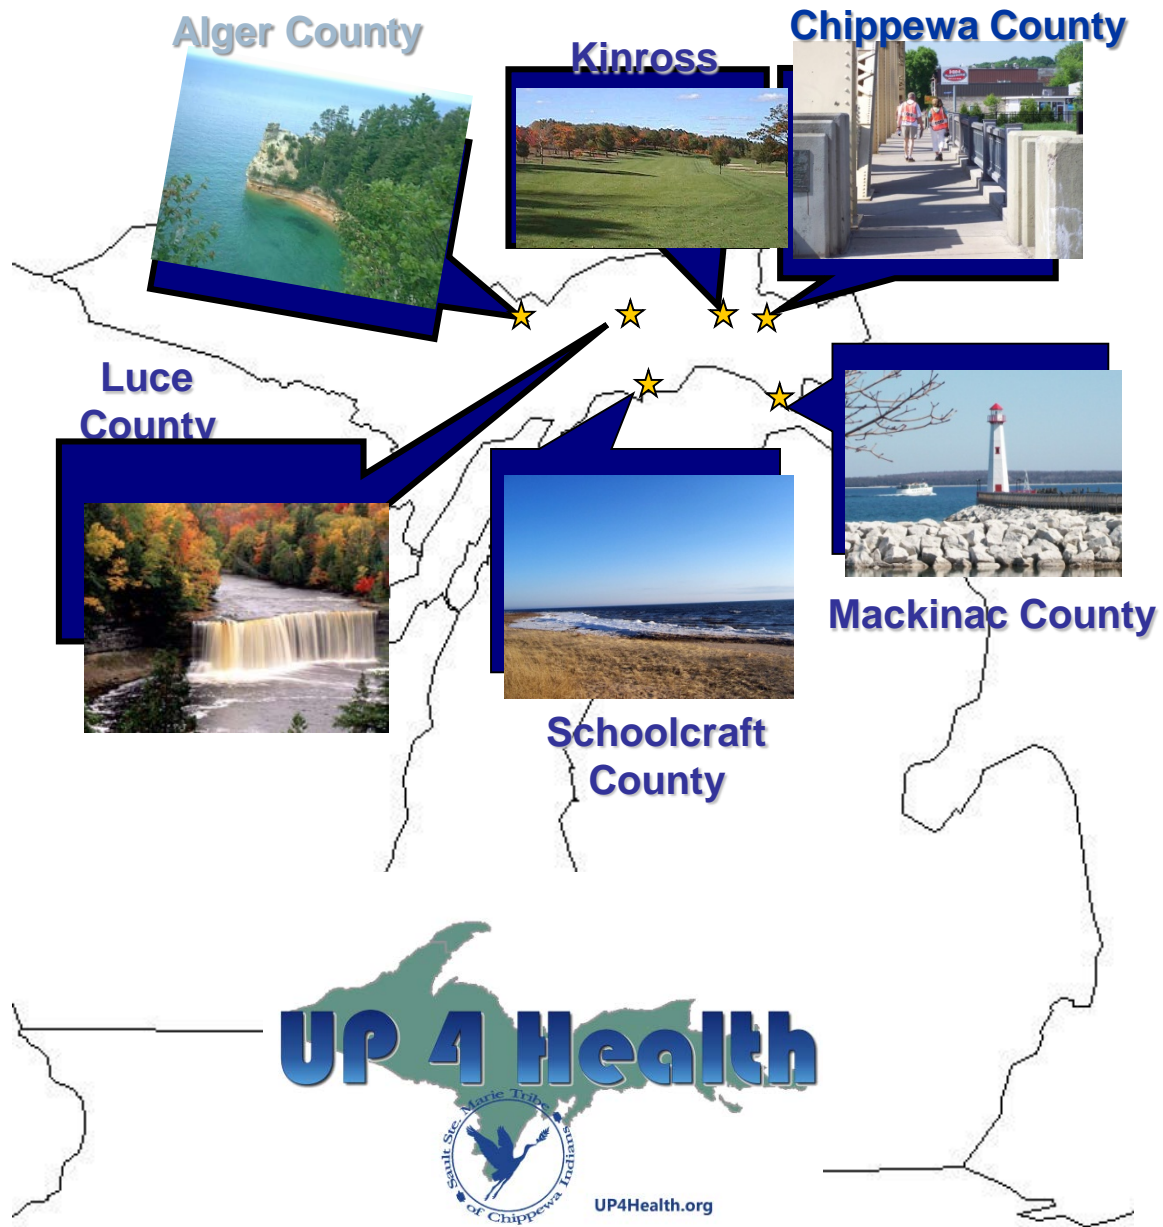 Alger County
Kinross
Chippewa County
Luce
County
Mackinac County
Schoolcraft
County
UP 4 Health
Sault Ste. Marie Tribe
of Chippewa Indians
UP4Health.org